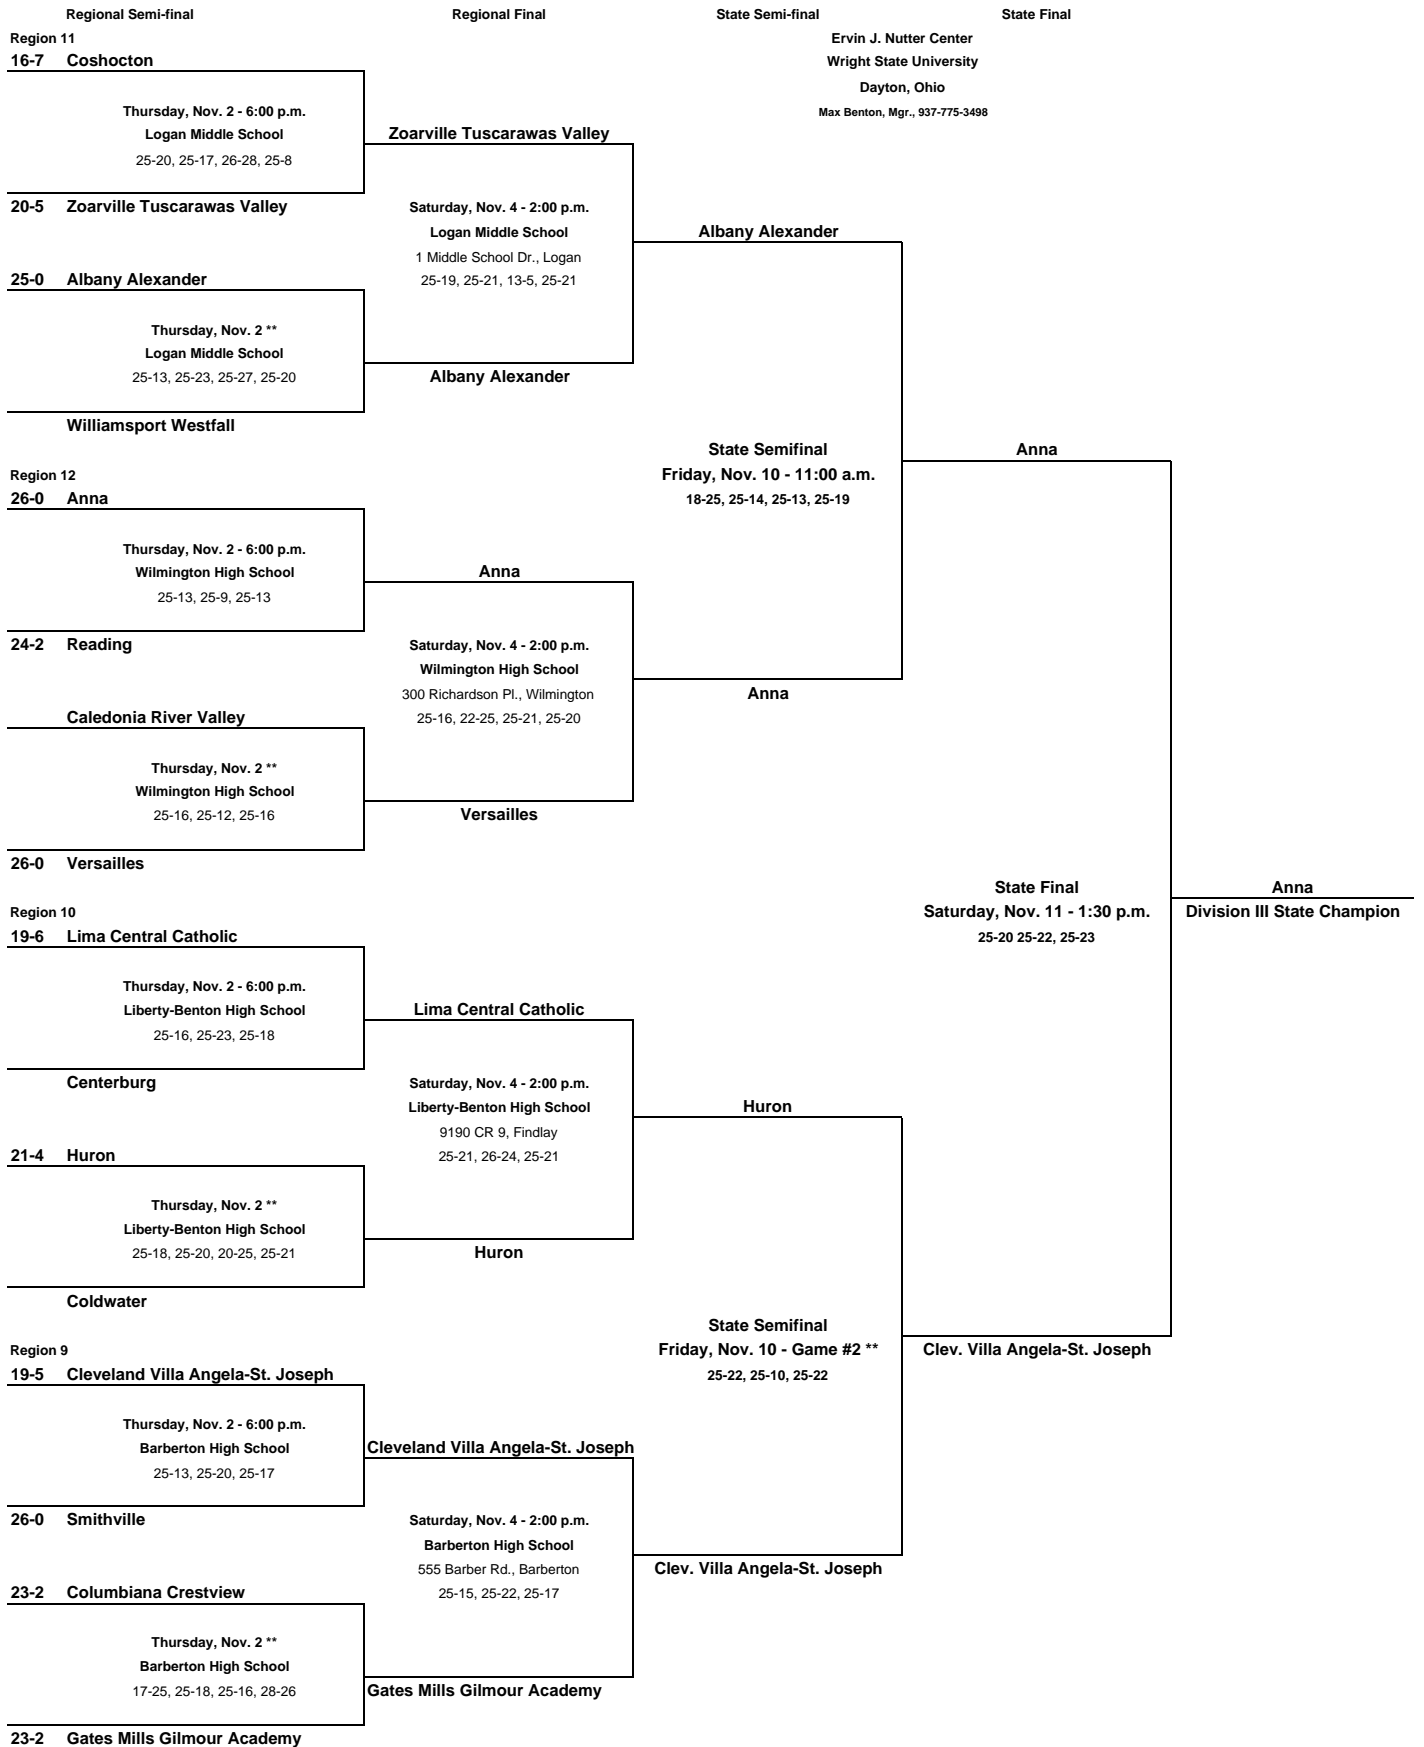 Regional Semi-final Regional Final State Semi-final State Final
Region 11
Ervin J. Nutter Center
16-7 Coshocton
Wright State University
Dayton, Ohio
Max Benton, Mgr., 937-775-3498
Thursday, Nov. 2 - 6:00 p.m.
Logan Middle School
25-20, 25-17, 26-28, 25-8
Zoarville Tuscarawas Valley
20-5 Zoarville Tuscarawas Valley
Saturday, Nov. 4 - 2:00 p.m.
Logan Middle School
1 Middle School Dr., Logan
25-19, 25-21, 13-5, 25-21
Albany Alexander
25-0 Albany Alexander
Thursday, Nov. 2 **
Logan Middle School
25-13, 25-23, 25-27, 25-20
Albany Alexander
Williamsport Westfall
State Semifinal
Friday, Nov. 10 - 11:00 a.m.
18-25, 25-14, 25-13, 25-19
Anna
Region 12
26-0 Anna
Thursday, Nov. 2 - 6:00 p.m.
Wilmington High School
25-13, 25-9, 25-13
Anna
24-2 Reading
Saturday, Nov. 4 - 2:00 p.m.
Wilmington High School
300 Richardson Pl., Wilmington
25-16, 22-25, 25-21, 25-20
Anna
Caledonia River Valley
Thursday, Nov. 2 **
Wilmington High School
25-16, 25-12, 25-16
Versailles
26-0 Versailles
State Final
Saturday, Nov. 11 - 1:30 p.m.
25-20 25-22, 25-23
Anna
Division III State Champion
Region 10
19-6 Lima Central Catholic
Thursday, Nov. 2 - 6:00 p.m.
Liberty-Benton High School
25-16, 25-23, 25-18
Lima Central Catholic
Centerburg
Saturday, Nov. 4 - 2:00 p.m.
Liberty-Benton High School
9190 CR 9, Findlay
25-21, 26-24, 25-21
Huron
21-4 Huron
Thursday, Nov. 2 **
Liberty-Benton High School
25-18, 25-20, 20-25, 25-21
Huron
Coldwater
State Semifinal
Friday, Nov. 10 - Game #2 **
25-22, 25-10, 25-22
Clev. Villa Angela-St. Joseph
Region 9
19-5 Cleveland Villa Angela-St. Joseph
Thursday, Nov. 2 - 6:00 p.m.
Barberton High School
25-13, 25-20, 25-17
Cleveland Villa Angela-St. Joseph
26-0 Smithville
Saturday, Nov. 4 - 2:00 p.m.
Barberton High School
555 Barber Rd., Barberton
25-15, 25-22, 25-17
Clev. Villa Angela-St. Joseph
23-2 Columbiana Crestview
Thursday, Nov. 2 **
Barberton High School
17-25, 25-18, 25-16, 28-26
Gates Mills Gilmour Academy
23-2 Gates Mills Gilmour Academy